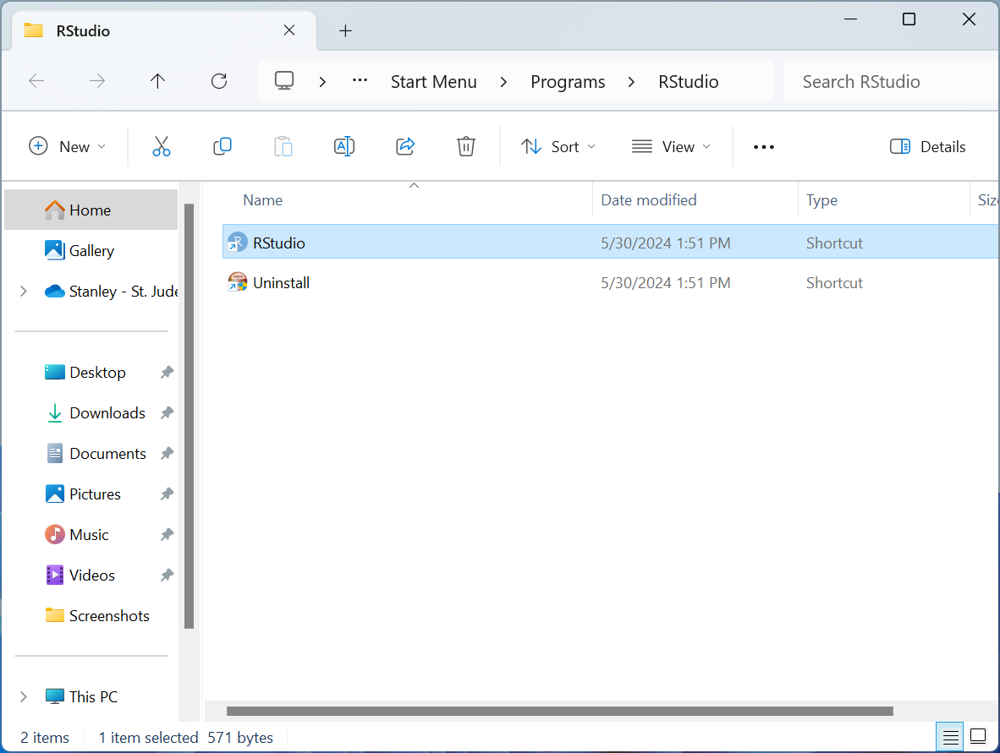 RStudio
Start Menu Programs RStudio Search RStudio
New Sort View Details
Name Date modified Type Siz
RStudio 5/30/2024 1:51 PM Shortcut
Uninstall 5/30/2024 1:51 PM Shortcut
Home
Gallery
Stanley - St. Jude
Desktop
Downloads
Documents
Pictures
Music
Videos
Screenshots
This PC
2 items 1 item selected 571 bytes